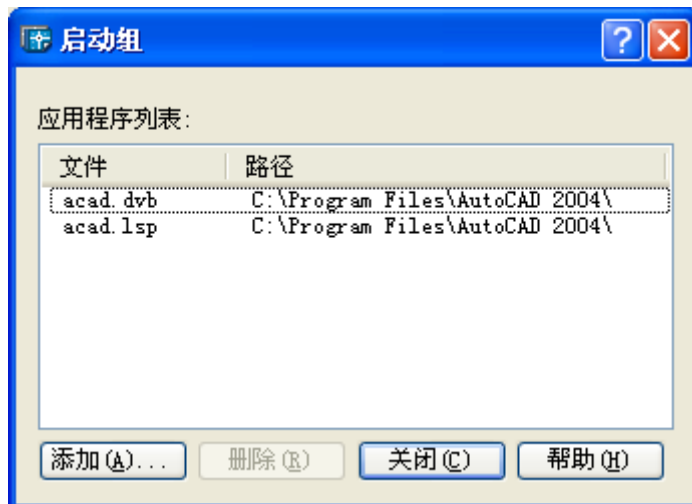 启动组
应用程序列表:
文件 路径
acad.dvb C:\Program Files\AutoCAD 2004\
acad.lsp C:\Program Files\AutoCAD 2004\
添加(A)... 删除(R) 关闭(C) 帮助(H)